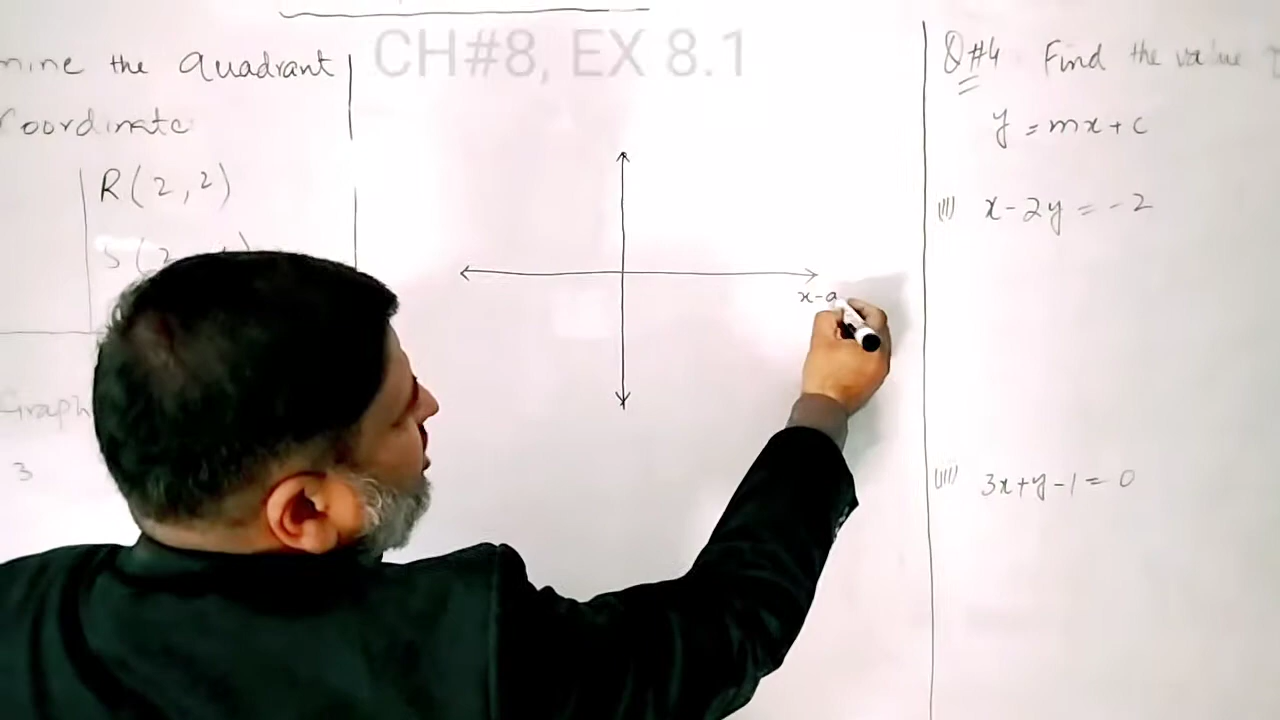 mine the Quadrant
Coordinate
R(2,2)
Graph
3
CH#8, EX 8.1
x-a
Q#4 Find the value
y = mx + c
(ii) x - 2y = -2
(iii) 3x + y - 1 = 0